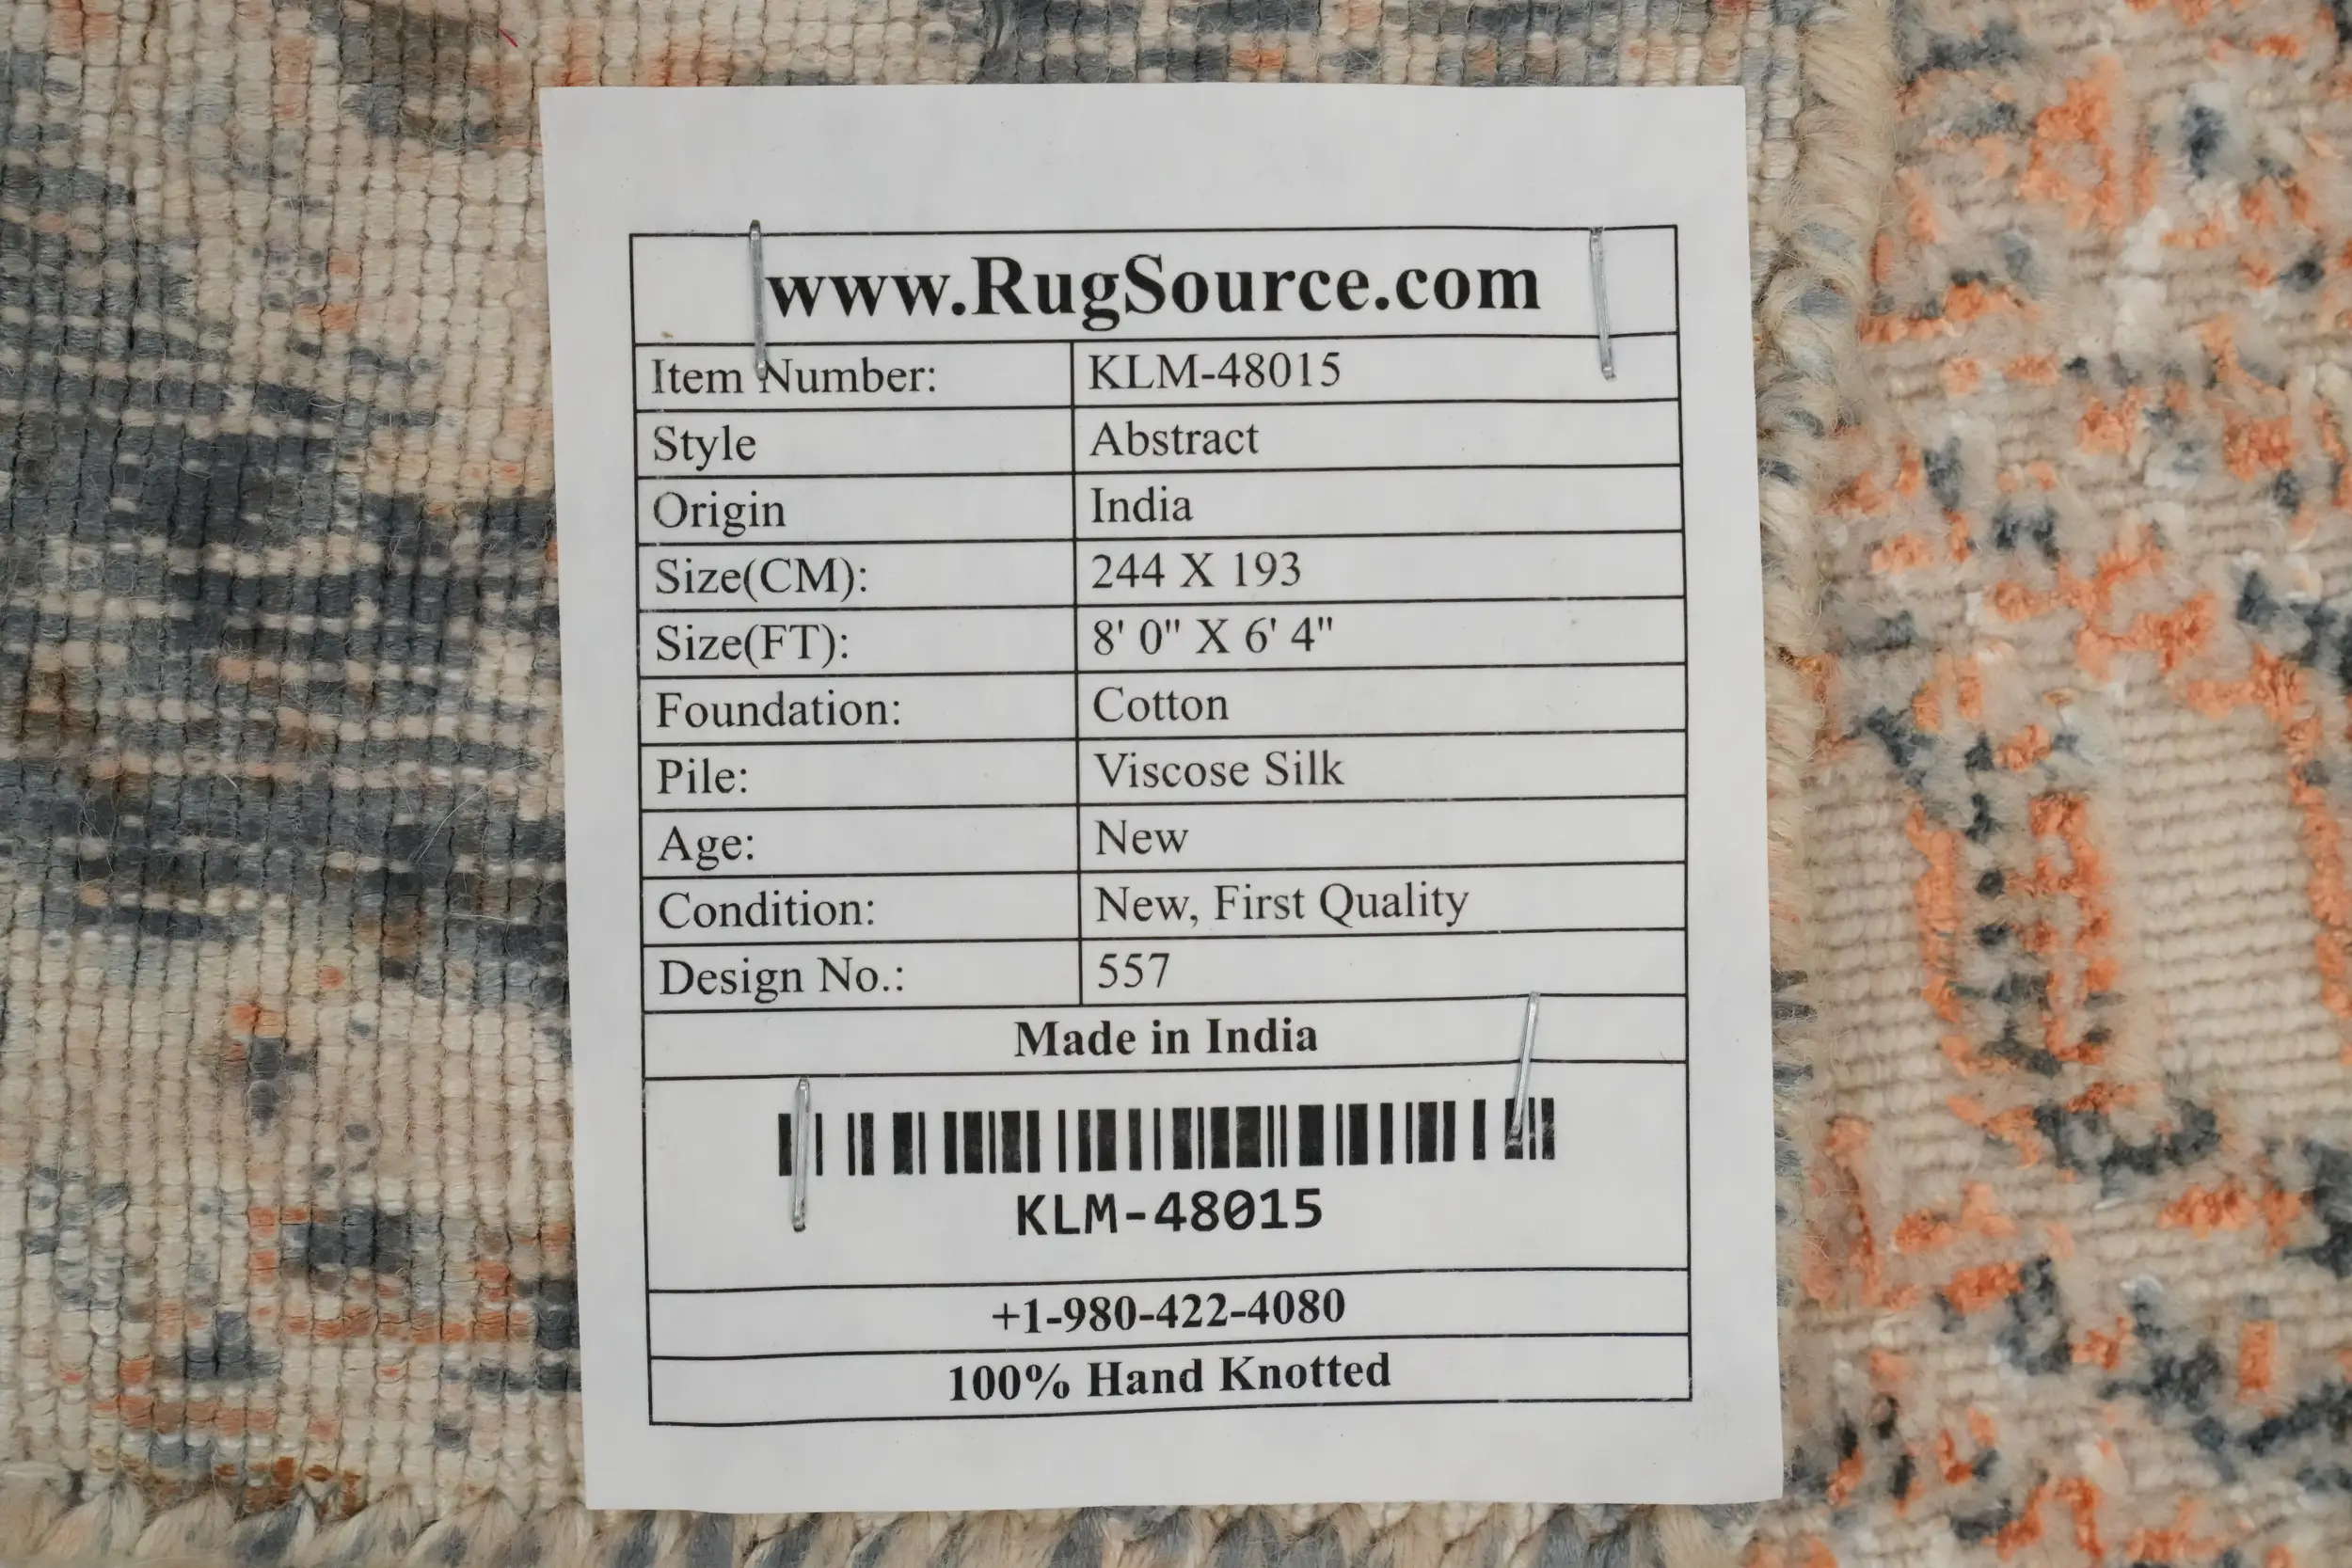 www.RugSource.com
Item Number: KLM-48015
Style Abstract
Origin India
Size(CM): 244 X 193
Size(FT): 8' 0" X 6' 4"
Foundation: Cotton
Pile: Viscose Silk
Age: New
Condition: New, First Quality
Design No.: 557
Made in India
KLM-48015
+1-980-422-4080
100% Hand Knotted